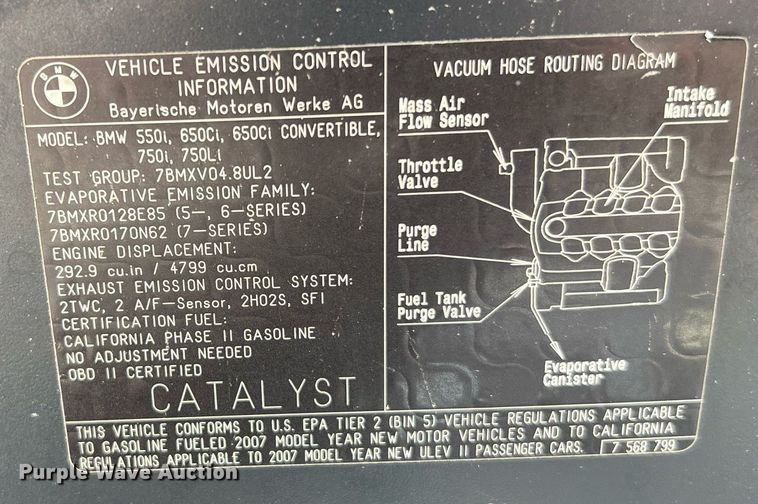 BMW
VEHICLE EMISSION CONTROL
INFORMATION
Bayerische Motoren Werke AG
MODEL: BMW 550i, 650Ci, 650Ci CONVERTIBLE,
750i, 750Li
TEST GROUP: 7BMXV04.8UL2
EVAPORATIVE EMISSION FAMILY:
7BMXR0128E85 (5-, 6-SERIES)
7BMXR0170N62 (7-SERIES)
ENGINE DISPLACEMENT:
292.9 cu.in / 4799 cu.cm
EXHAUST EMISSION CONTROL SYSTEM:
2TWC, 2 A/F-Sensor, 2HO2S, SFI
CERTIFICATION FUEL:
CALIFORNIA PHASE II GASOLINE
NO ADJUSTMENT NEEDED
OBD II CERTIFIED
CATALYST
VACUUM HOSE ROUTING DIAGRAM
Mass Air
Flow Sensor
Intake
Manifold
Throttle
Valve
Purge
Line
Fuel Tank
Purge Valve
Evaporative
Canister
THIS VEHICLE CONFORMS TO U.S. EPA TIER 2 (BIN 5) VEHICLE REGULATIONS APPLICABLE
TO GASOLINE FUELED 2007 MODEL YEAR NEW MOTOR VEHICLES AND TO CALIFORNIA
REGULATIONS APPLICABLE TO 2007 MODEL YEAR NEW ULEV II PASSENGER CARS. 7 568 799
Purple Wave Auction